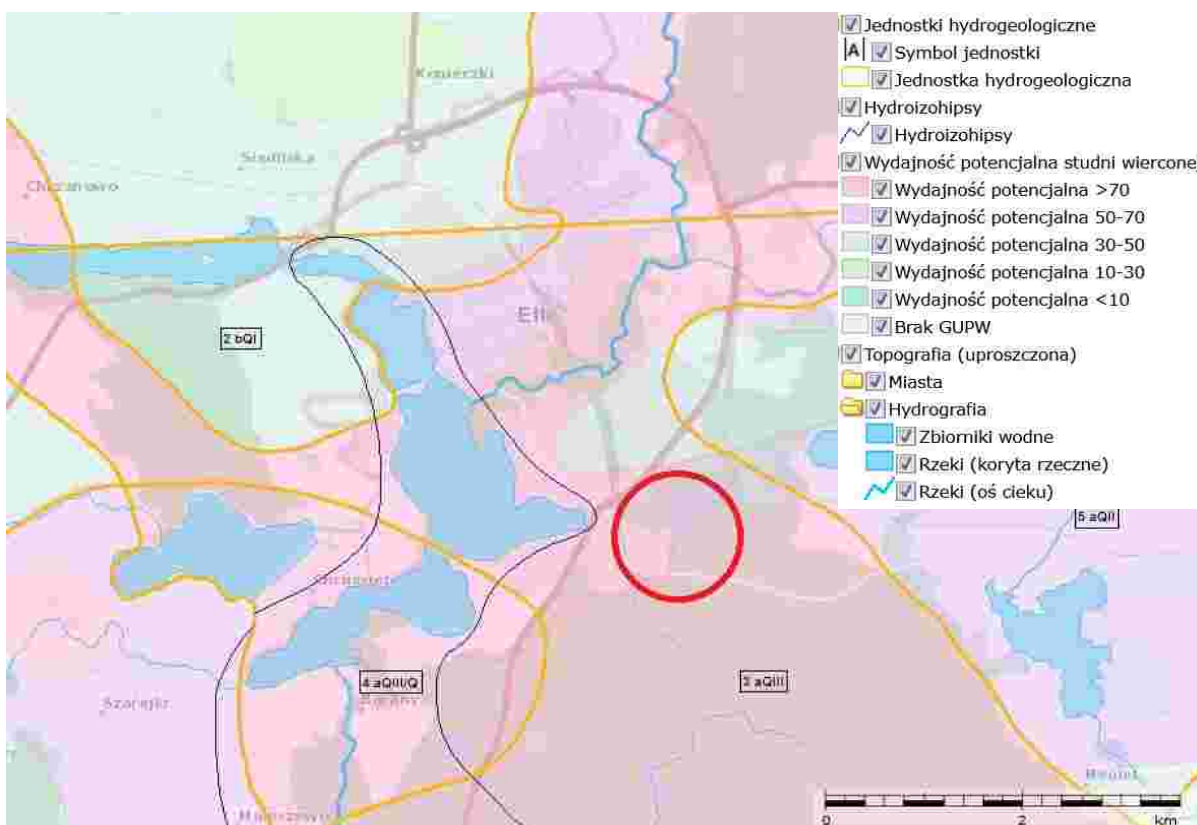 Jednostki hydrogeologiczne
A Symbol jednostki
Jednostka hydrogeologiczna
Hydroizohipsy
Hydroizohipsy
Wydajność potencjalna studni wiercone
Wydajność potencjalna >70
Wydajność potencjalna 50-70
Wydajność potencjalna 30-50
Wydajność potencjalna 10-30
Wydajność potencjalna <10
Brak GUPW
Topografia (uproszczona)
Miasta
Hydrografia
Zbiorniki wodne
Rzeki (koryta rzeczne)
Rzeki (oś cieku)
Siedliska
Chrzanowo
2 bQI
5 aQII
4 aQIII/Q
3 aQIII
Szarejki
0 2 km